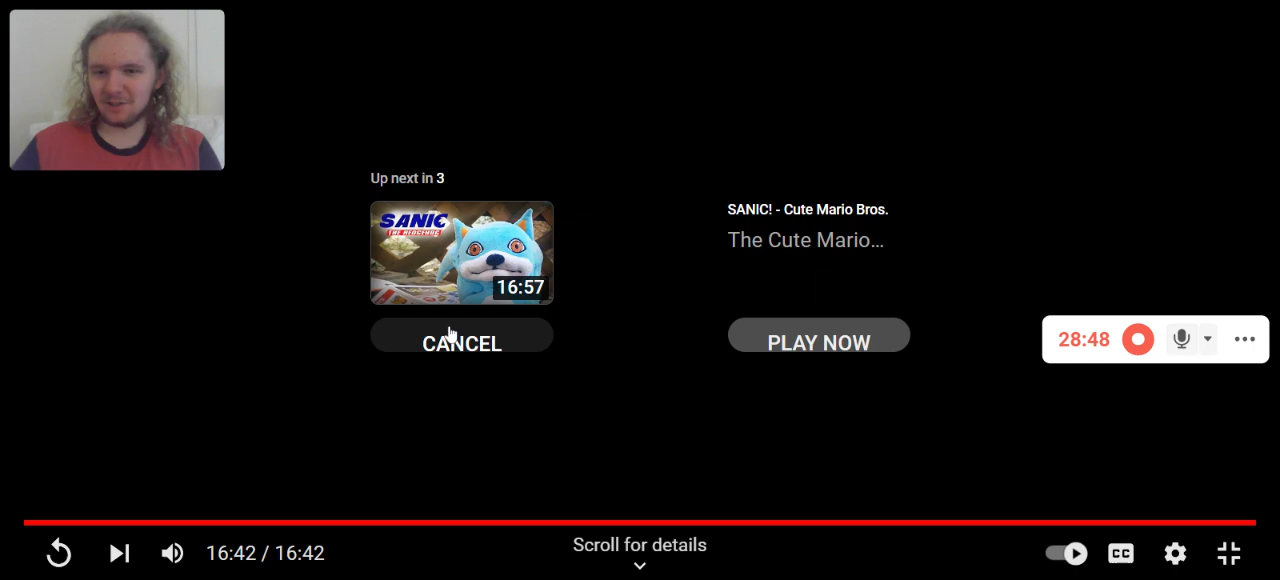 Up next in 3
SANIC
THE HEDGEHOG
16:57
SANIC! - Cute Mario Bros.
The Cute Mario...
CANCEL
PLAY NOW
28:48
16:42 / 16:42
Scroll for details
CC